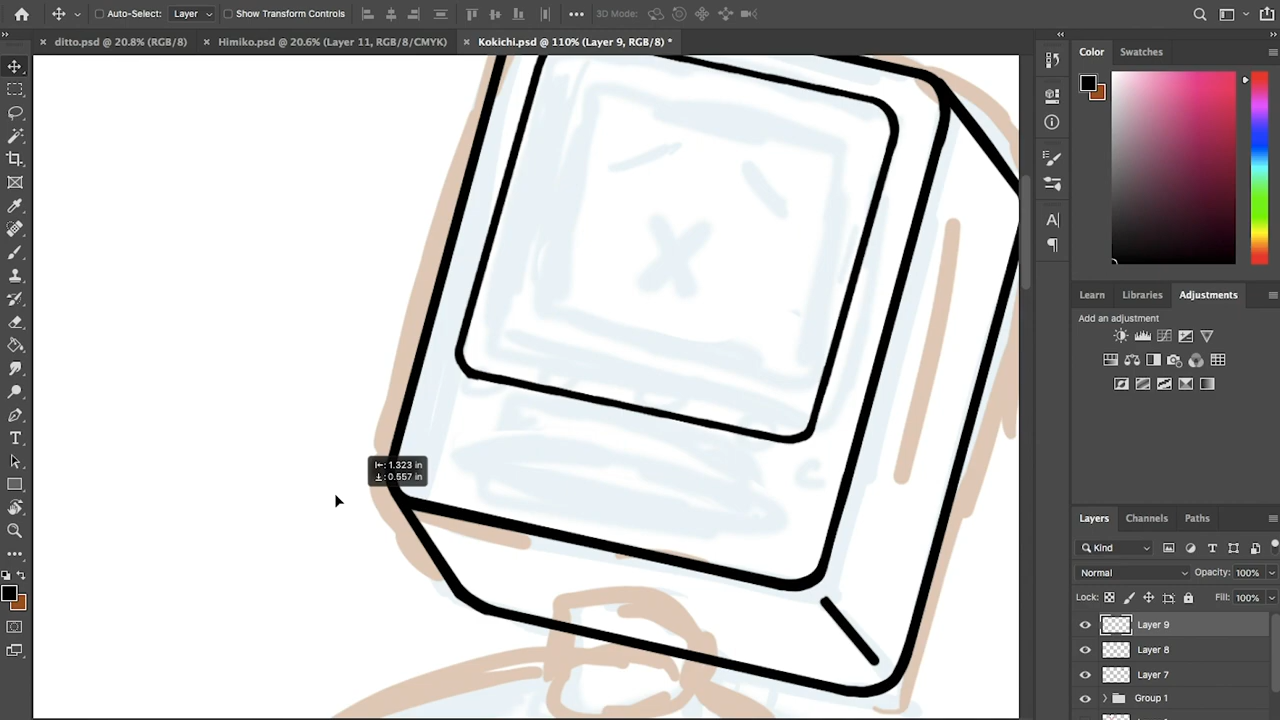 Auto-Select: Layer Show Transform Controls 3D Mode:
ditto.psd @ 20.8% (RGB/8) Himiko.psd @ 20.6% (Layer 11, RGB/8/CMYK) Kokichi.psd @ 110% (Layer 9, RGB/8) *
Color Swatches
Learn Libraries Adjustments
Add an adjustment
X
: 1.323 in
: 0.557 in
Layers Channels Paths
Kind
Normal Opacity: 100%
Lock: Fill: 100%
Layer 9
Layer 8
Layer 7
Group 1